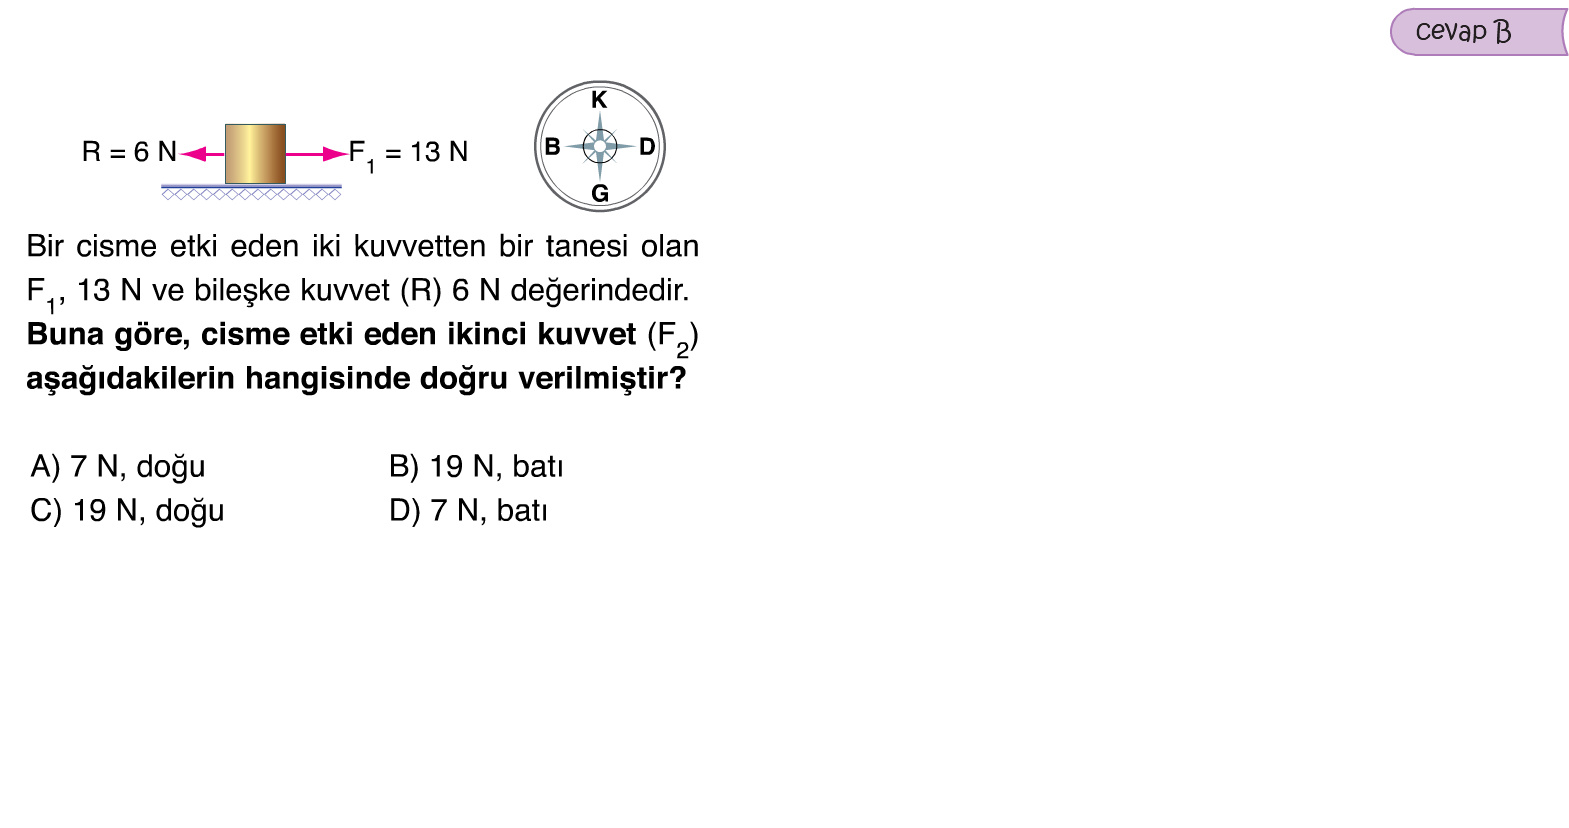 cevap B
R = 6 N
F1 = 13 N
K
B
D
G
Bir cisme etki eden iki kuvvetten bir tanesi olan
F1, 13 N ve bileşke kuvvet (R) 6 N değerindedir.
Buna göre, cisme etki eden ikinci kuvvet (F2)
aşağıdakilerin hangisinde doğru verilmiştir?
A) 7 N, doğu B) 19 N, batı
C) 19 N, doğu D) 7 N, batı